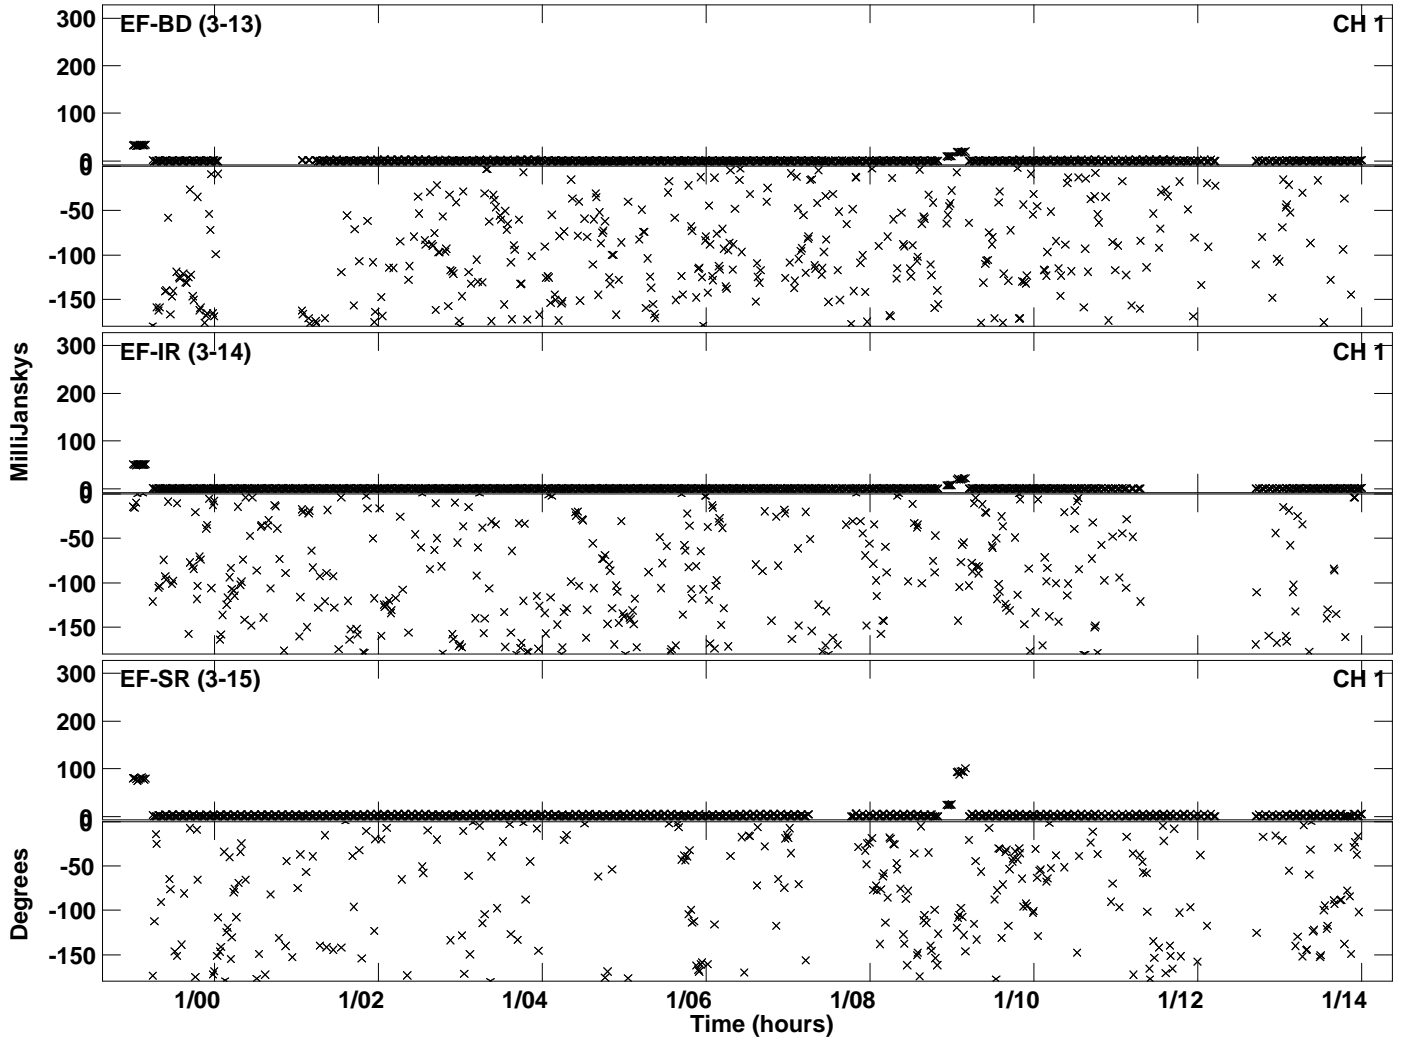 300
EF-BD (3-13)
CH 1
200
100
0
0
-50
-100
-150
300
EF-IR (3-14)
CH 1
200
100
0
0
-50
-100
-150
MilliJanskys
300
EF-SR (3-15)
CH 1
200
100
0
0
-50
-100
-150
Degrees
1/00 1/02 1/04 1/06 1/08 1/10 1/12 1/14
Time (hours)